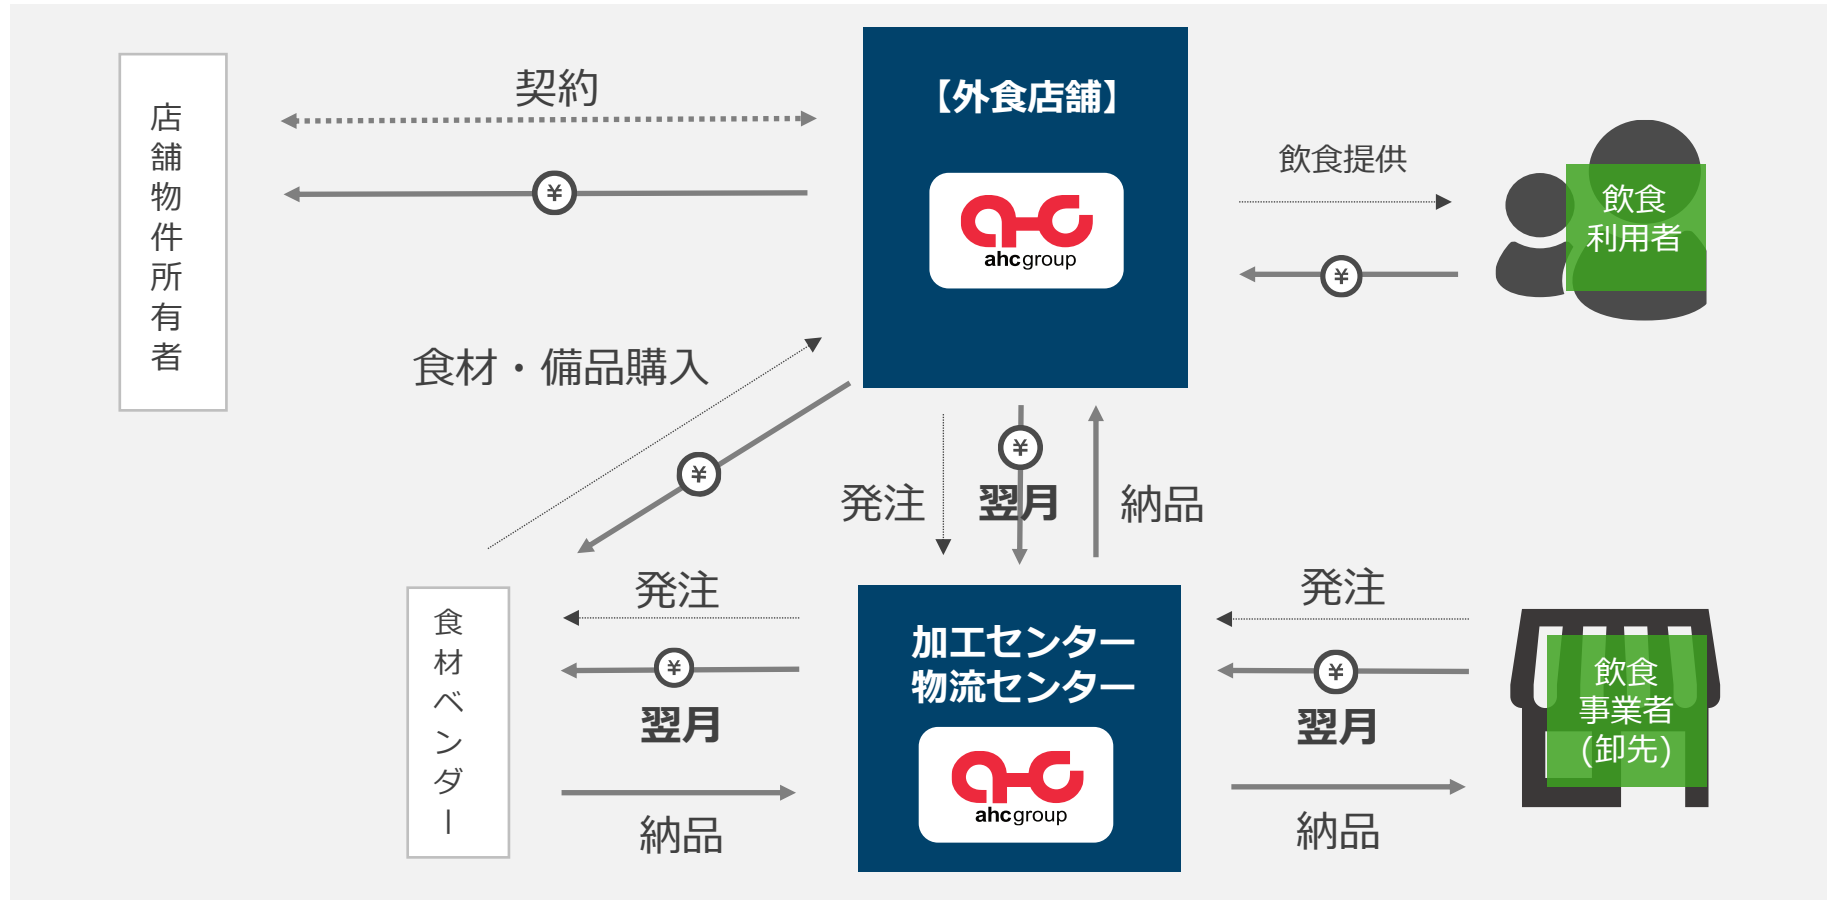 店舗物件所有者
契約
¥
【外食店舗】
ahcgroup
飲食提供
¥
飲食
利用者
食材・備品購入
¥
発注
¥
翌月
納品
食材ベンダー
発注
¥
翌月
納品
加工センター
物流センター
ahcgroup
発注
¥
翌月
納品
飲食
事業者
(卸先)